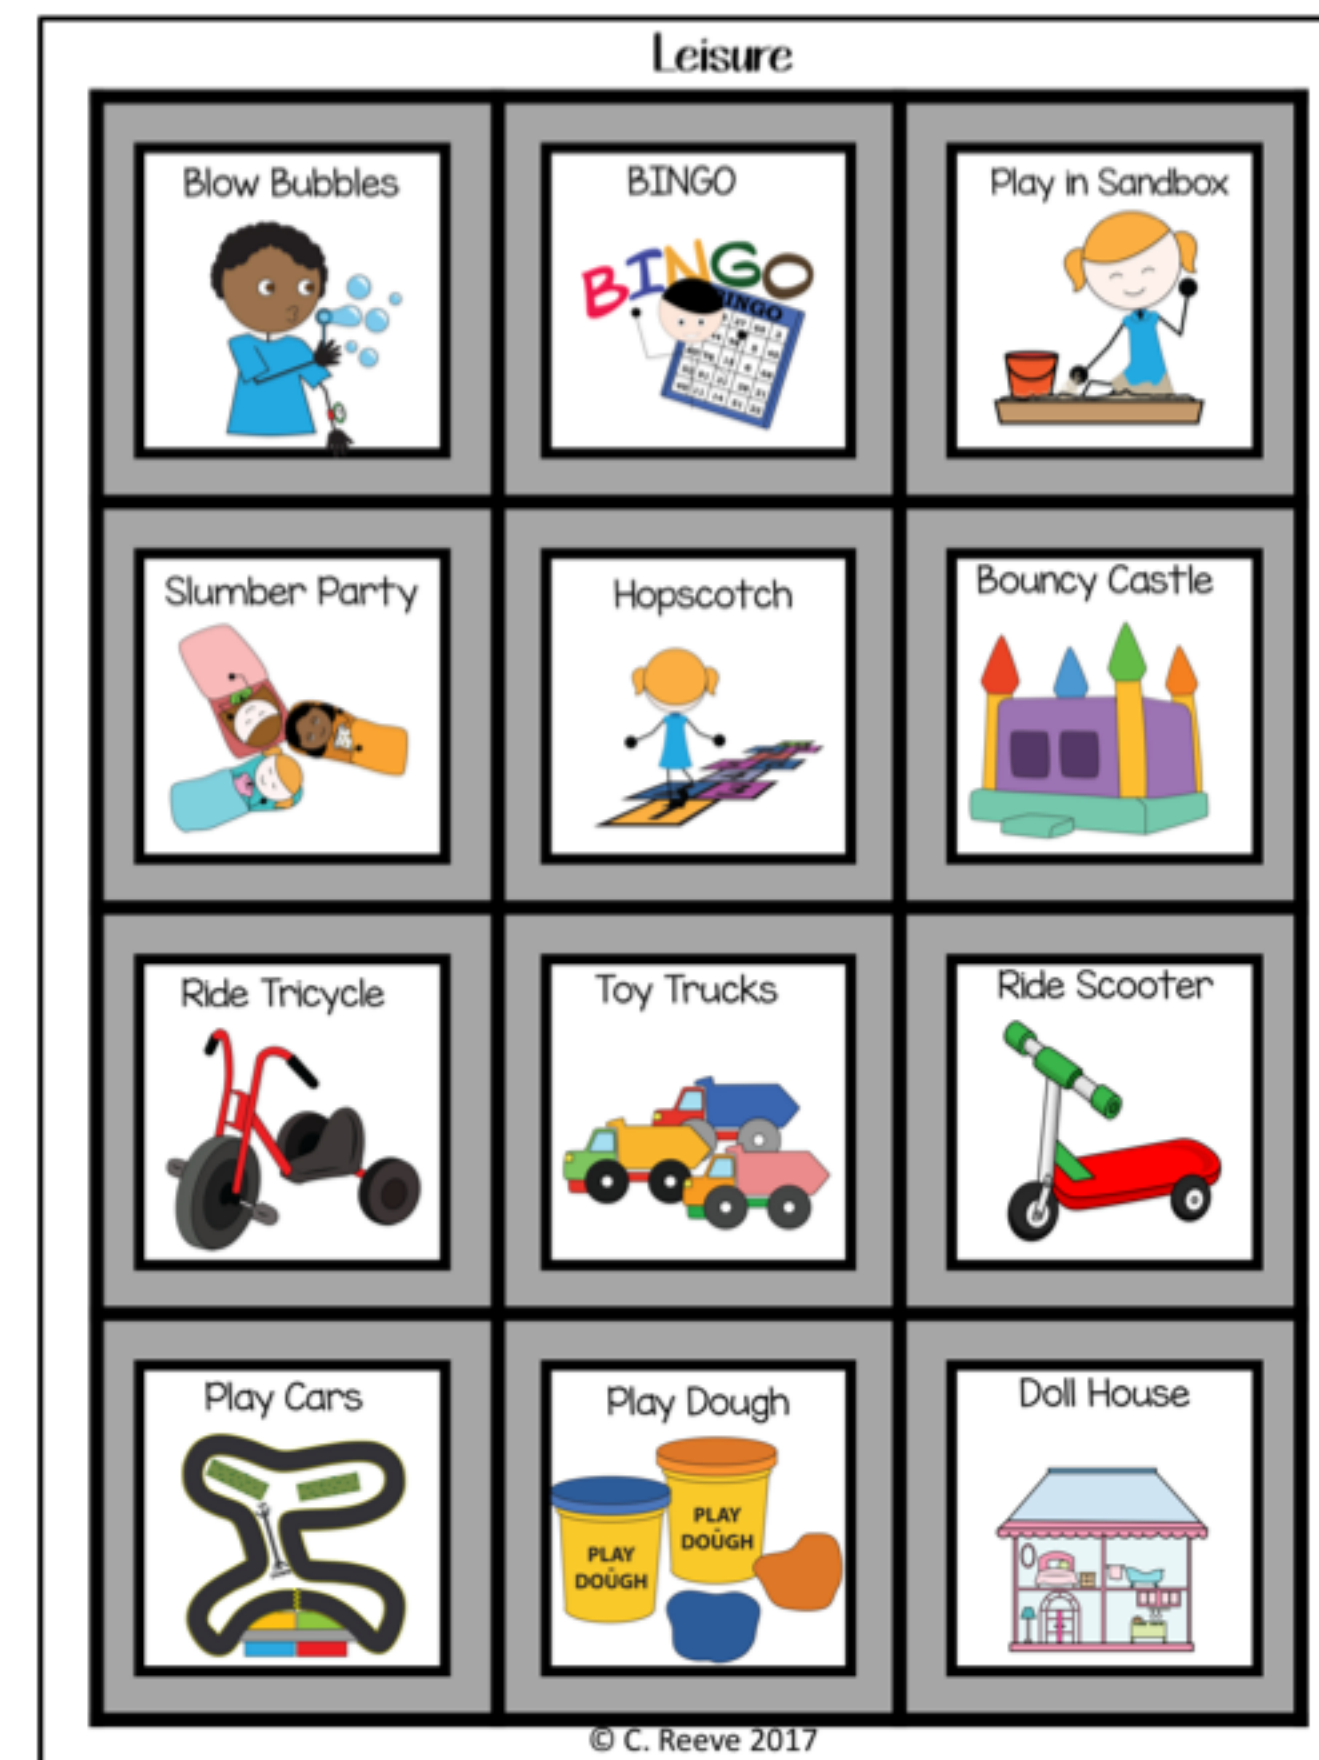 Leisure
Blow Bubbles
BINGO
Play in Sandbox
BINGO
BINGO
Slumber Party
Hopscotch
Bouncy Castle
Ride Tricycle
Toy Trucks
Ride Scooter
Play Cars
Play Dough
Doll House
PLAY
DOUGH
PLAY
DOUGH
© C. Reeve 2017